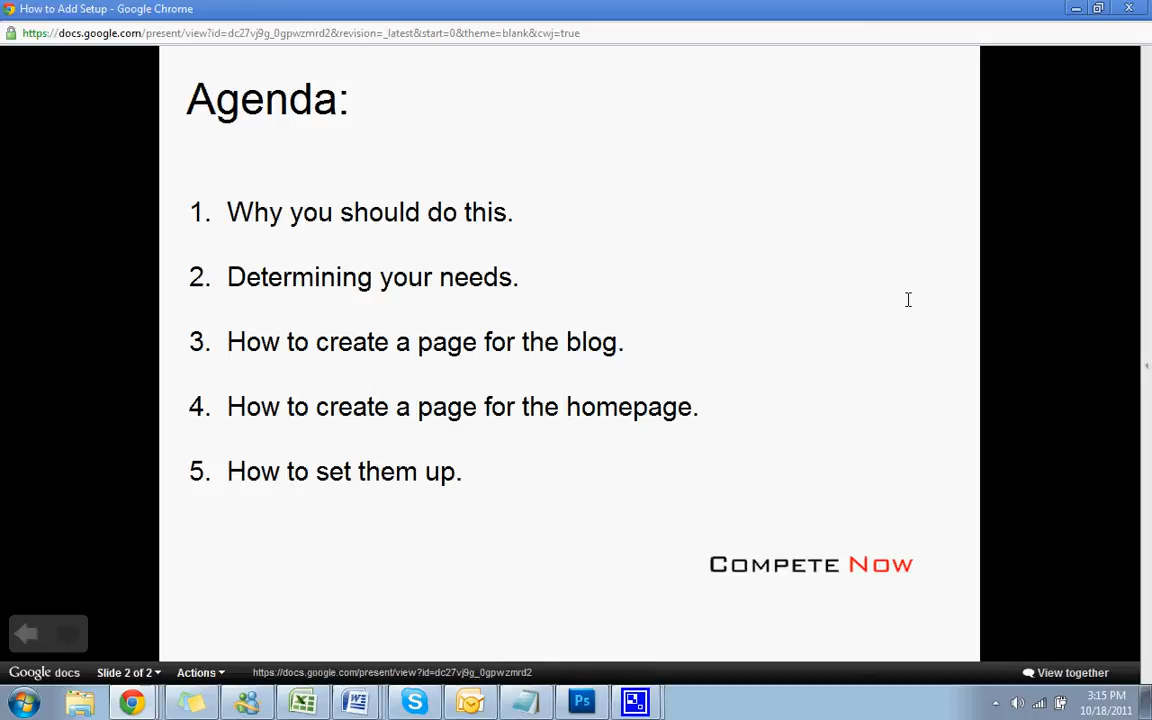 How to Add Setup - Google Chrome
https://docs.google.com/present/view?id=dc27vj9g_0gpwzmrd2&revision=_latest&start=0&theme=blank&cwj=true
Agenda:
1. Why you should do this.
2. Determining your needs.
3. How to create a page for the blog.
4. How to create a page for the homepage.
5. How to set them up.
COMPETE NOW
Google docs Slide 2 of 2 Actions https://docs.google.com/present/view?id=dc27vj9g_0gpwzmrd2 View together
Ps
3:15 PM
10/18/2011